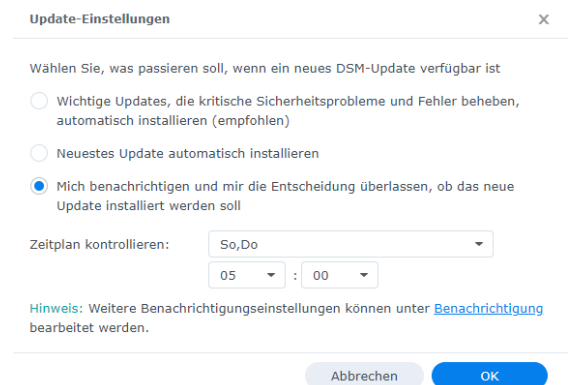 Update-Einstellungen
Wählen Sie, was passieren soll, wenn ein neues DSM-Update verfügbar ist
Wichtige Updates, die kritische Sicherheitsprobleme und Fehler beheben,
automatisch installieren (empfohlen)
Neuestes Update automatisch installieren
Mich benachrichtigen und mir die Entscheidung überlassen, ob das neue
Update installiert werden soll
Zeitplan kontrollieren: So,Do
05 : 00
Hinweis: Weitere Benachrichtigungseinstellungen können unter Benachrichtigung
bearbeitet werden.
Abbrechen OK